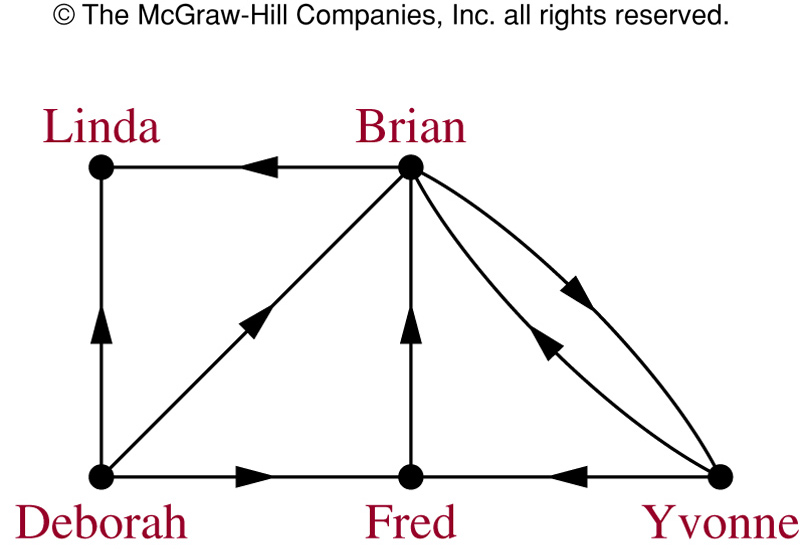 © The McGraw-Hill Companies, Inc. all rights reserved.
Linda Brian
Deborah Fred Yvonne